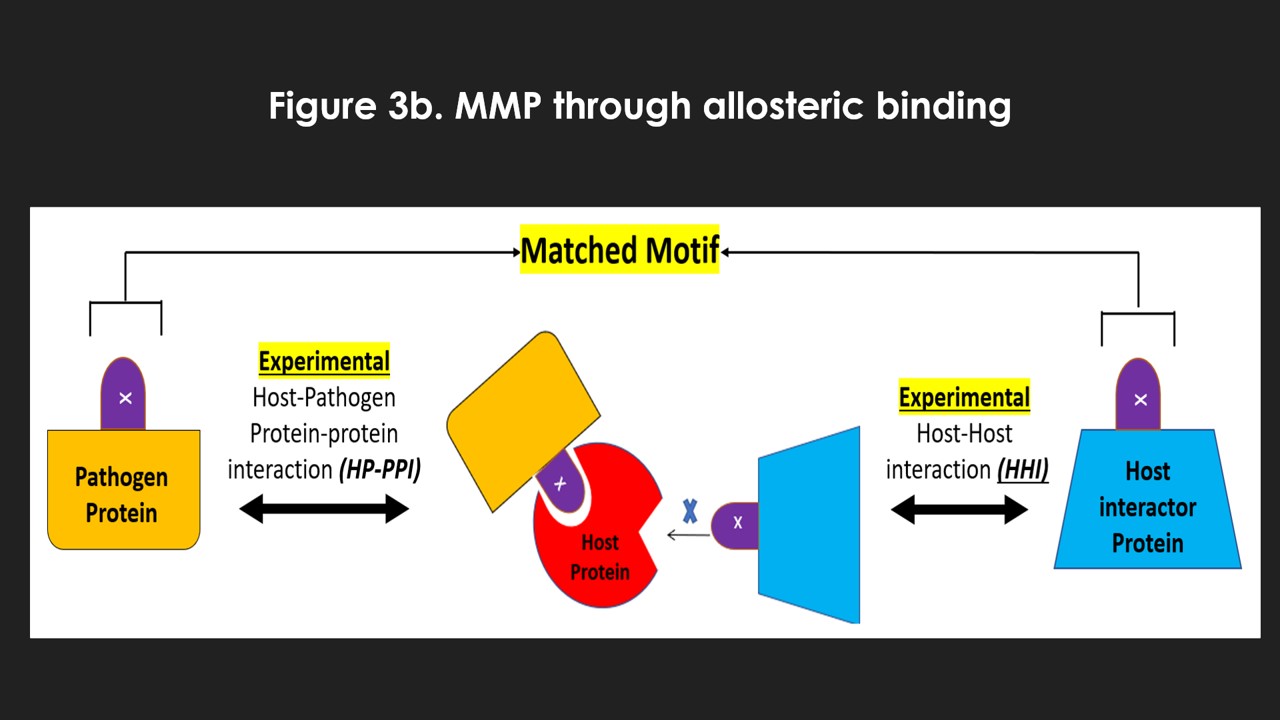 Figure 3b. MMP through allosteric binding
Matched Motif
x
Pathogen
Protein
Experimental
Host-Pathogen
Protein-protein
interaction (HP-PPI)
x
Host
Protein
X
x
Experimental
Host-Host
interaction (HHI)
x
Host
interactor
Protein